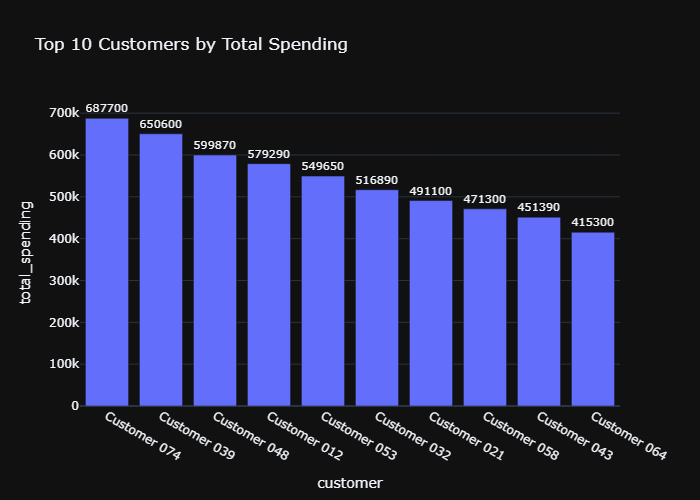 Top 10 Customers by Total Spending
687700
650600
599870
579290
549650
516890
491100
471300
451390
415300
700k
600k
500k
400k
300k
200k
100k
0
total_spending
Customer 074
Customer 039
Customer 048
Customer 012
Customer 053
Customer 032
Customer 021
Customer 058
Customer 043
Customer 064
customer